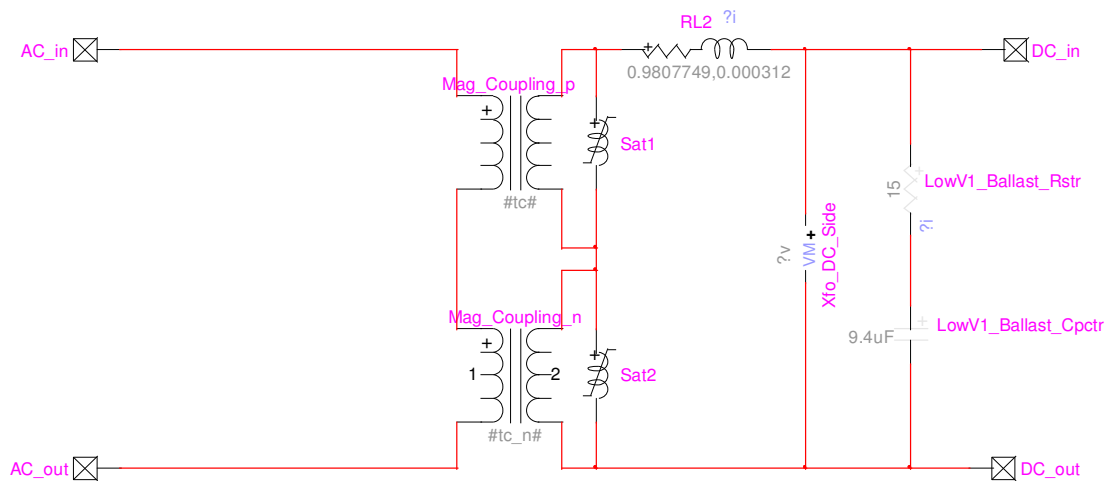 RL2 ?i
AC_in
DC_in
0.9807749,0.000312
Mag_Coupling_p
+
+
+
Sat1
#tc#
15
+
LowV1_Ballast_Rstr
?i
?v
VM +
Xfo_DC_Side
Mag_Coupling_n
+
+
1
2
Sat2
#tc_n#
+
LowV1_Ballast_Cpctr
9.4uF
AC_out
DC_out